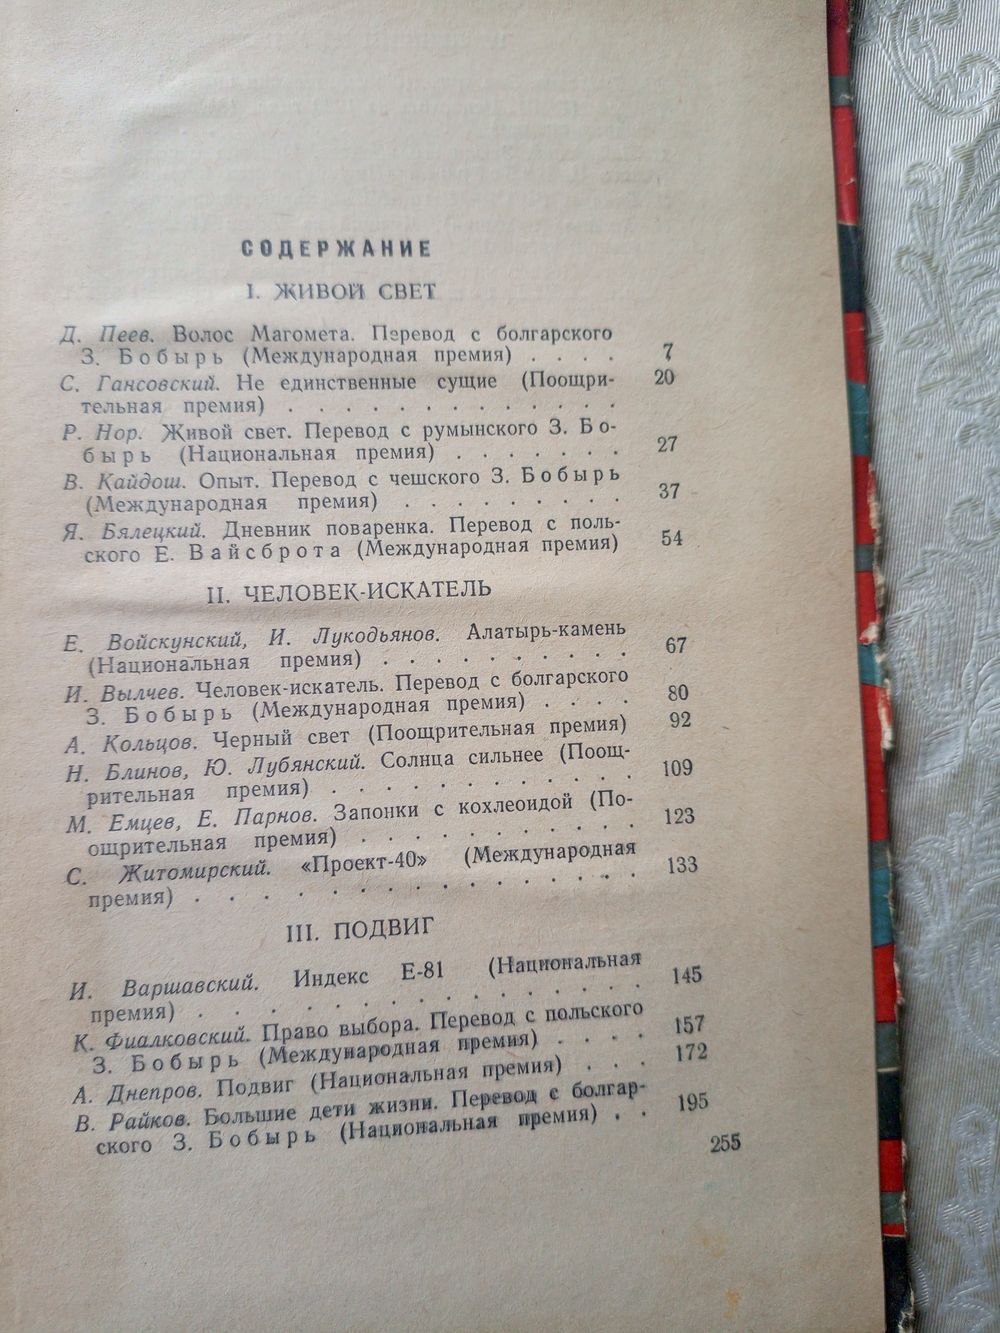 СОДЕРЖАНИЕ
I. ЖИВОЙ СВЕТ
Д. Пеев. Волос Магомета. Перевод с болгарского
З. Бобырь (Международная премия) . . . . 7
С. Гансовский. Не единственные сущие (Поощри- 20
тельная премия) . . . . . . . . . . . . .
Р. Нор. Живой свет. Перевод с румынского З. Бо-
бырь (Национальная премия) . . . . . . . 27
В. Кайдош. Опыт. Перевод с чешского З. Бобырь
(Международная премия) . . . . . . . . 37
Я. Бялецкий. Дневник поваренка. Перевод с поль-
ского Е. Вайсброта (Международная премия) 54
II. ЧЕЛОВЕК-ИСКАТЕЛЬ
Е. Войскунский, И. Лукодьянов. Алатырь-камень
(Национальная премия) . . . . . . . . . . 67
И. Вылчев. Человек-искатель. Перевод с болгарского
З. Бобырь (Международная премия) . . . . 80
А. Кольцов. Черный свет (Поощрительная премия) 92
Н. Блинов, Ю. Лубянский. Солнца сильнее (Поощ-
рительная премия) . . . . . . . . . . . . 109
М. Емцев, Е. Парнов. Запонки с кохлеоидой (По-
ощрительная премия) . . . . . . . . . . . 123
С. Житомирский. «Проект-40» (Международная
премия) . . . . . . . . . . . . . . . . . 133
III. ПОДВИГ
И. Варшавский. Индекс Е-81 (Национальная
премия) . . . . . . . . . . . . . . . . . 145
К. Фиалковский. Право выбора. Перевод с польского
З. Бобырь (Международная премия) . . . . 157
А. Днепров. Подвиг (Национальная премия) . . . 172
В. Райков. Большие дети жизни. Перевод с болгар-
ского З. Бобырь (Национальная премия) . . 195
255